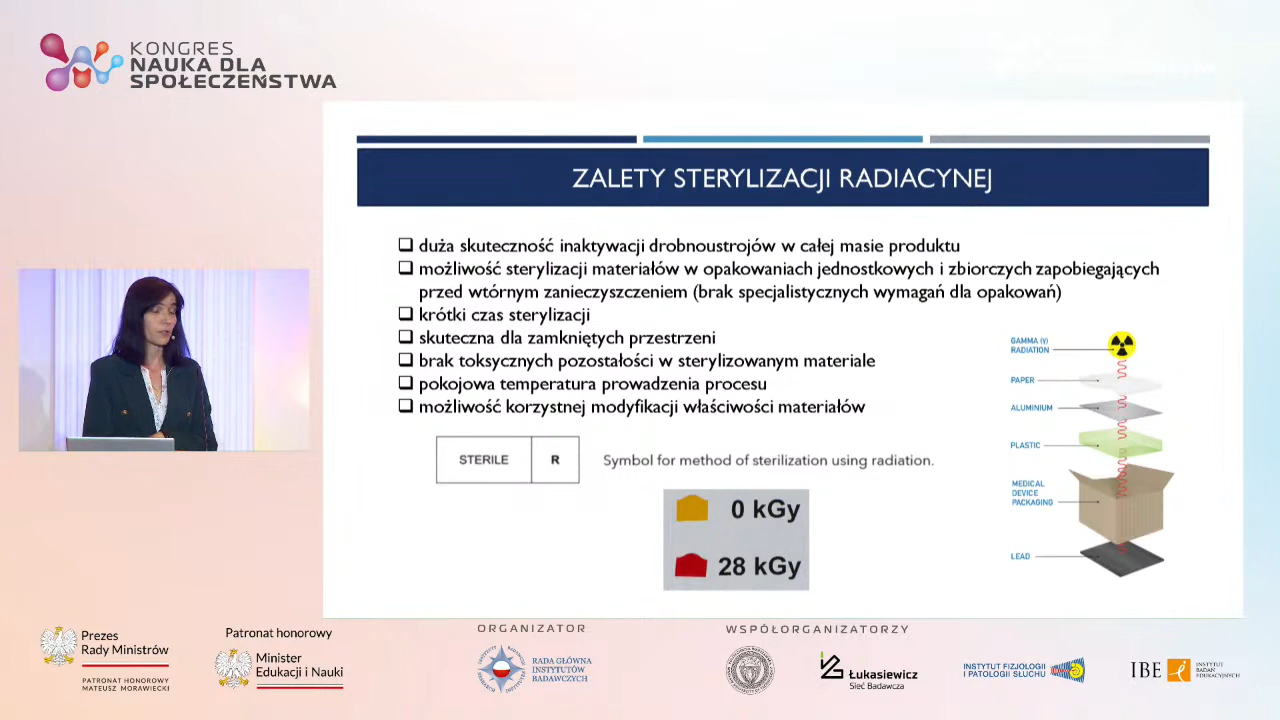 KONGRES
NAUKA DLA
SPOŁECZEŃSTWA
ZALETY STERYLIZACJI RADIACYNEJ
duża skuteczność inaktywacji drobnoustrojów w całej masie produktu
możliwość sterylizacji materiałów w opakowaniach jednostkowych i zbiorczych zapobiegających
przed wtórnym zanieczyszczeniem (brak specjalistycznych wymagań dla opakowań)
krótki czas sterylizacji
skuteczna dla zamkniętych przestrzeni
brak toksycznych pozostałości w sterylizowanym materiale
pokojowa temperatura prowadzenia procesu
możliwość korzystnej modyfikacji właściwości materiałów
STERILE R
Symbol for method of sterilization using radiation.
0 kGy
28 kGy
GAMMA (γ)
RADIATION
PAPER
ALUMINIUM
PLASTIC
MEDICAL
DEVICE
PACKAGING
LEAD
Prezes
Rady Ministrów
PATRONAT HONOROWY
MATEUSZ MORAWIECKI
Patronat honorowy
Minister
Edukacji i Nauki
ORGANIZATOR
RADA GŁÓWNA
INSTYTUTÓW
BADAWCZYCH
WSPÓŁORGANIZATORZY
Łukasiewicz
Sieć Badawcza
INSTYTUT FIZJOLOGII
I PATOLOGII SŁUCHU
IBE
INSTYTUT
BADAŃ
EDUKACYJNYCH